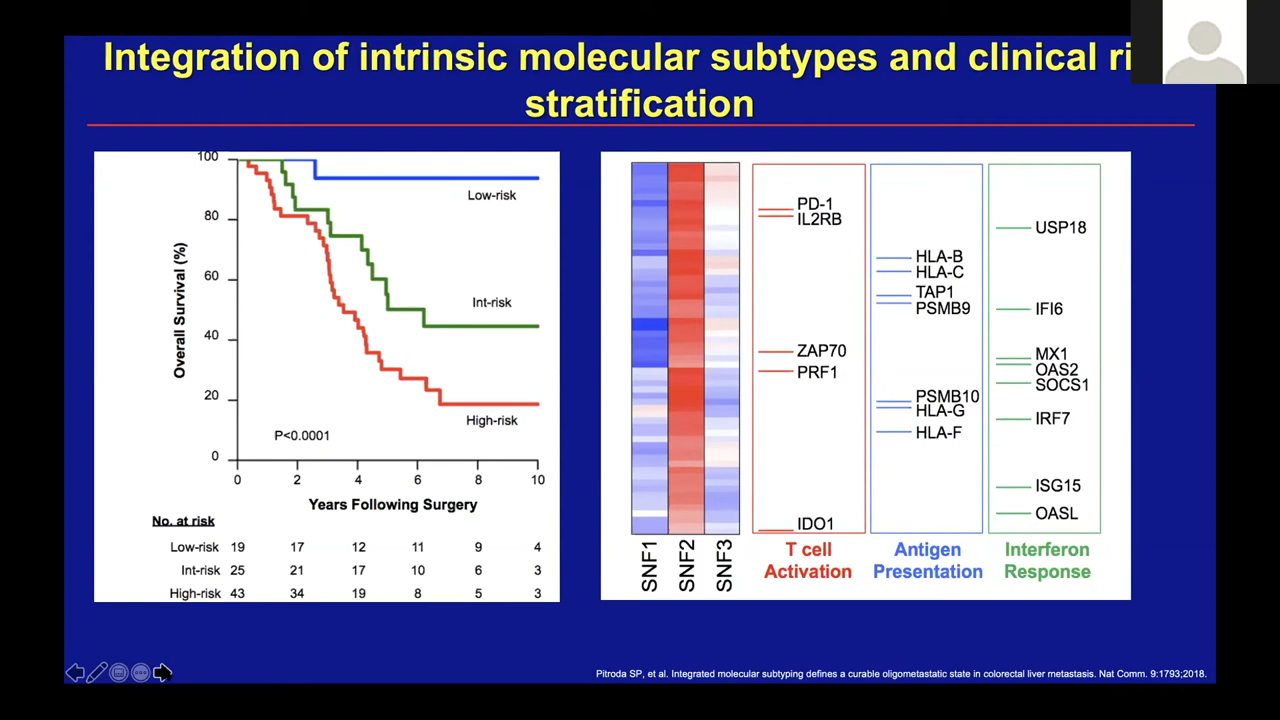 Integration of intrinsic molecular subtypes and clinical ri
stratification
100
80
60
40
20
0
Overall Survival (%)
Low-risk
Int-risk
High-risk
P<0.0001
0 2 4 6 8 10
Years Following Surgery
No. at risk
Low-risk 19 17 12 11 9 4
Int-risk 25 21 17 10 6 3
High-risk 43 34 19 8 5 3
SNF1
SNF2
SNF3
PD-1
IL2RB
ZAP70
PRF1
IDO1
T cell
Activation
HLA-B
HLA-C
TAP1
PSMB9
PSMB10
HLA-G
HLA-F
Antigen
Presentation
USP18
IFI6
MX1
OAS2
SOCS1
IRF7
ISG15
OASL
Interferon
Response
Pitroda SP, et al. Integrated molecular subtyping defines a curable oligometastatic state in colorectal liver metastasis. Nat Comm. 9:1793;2018.